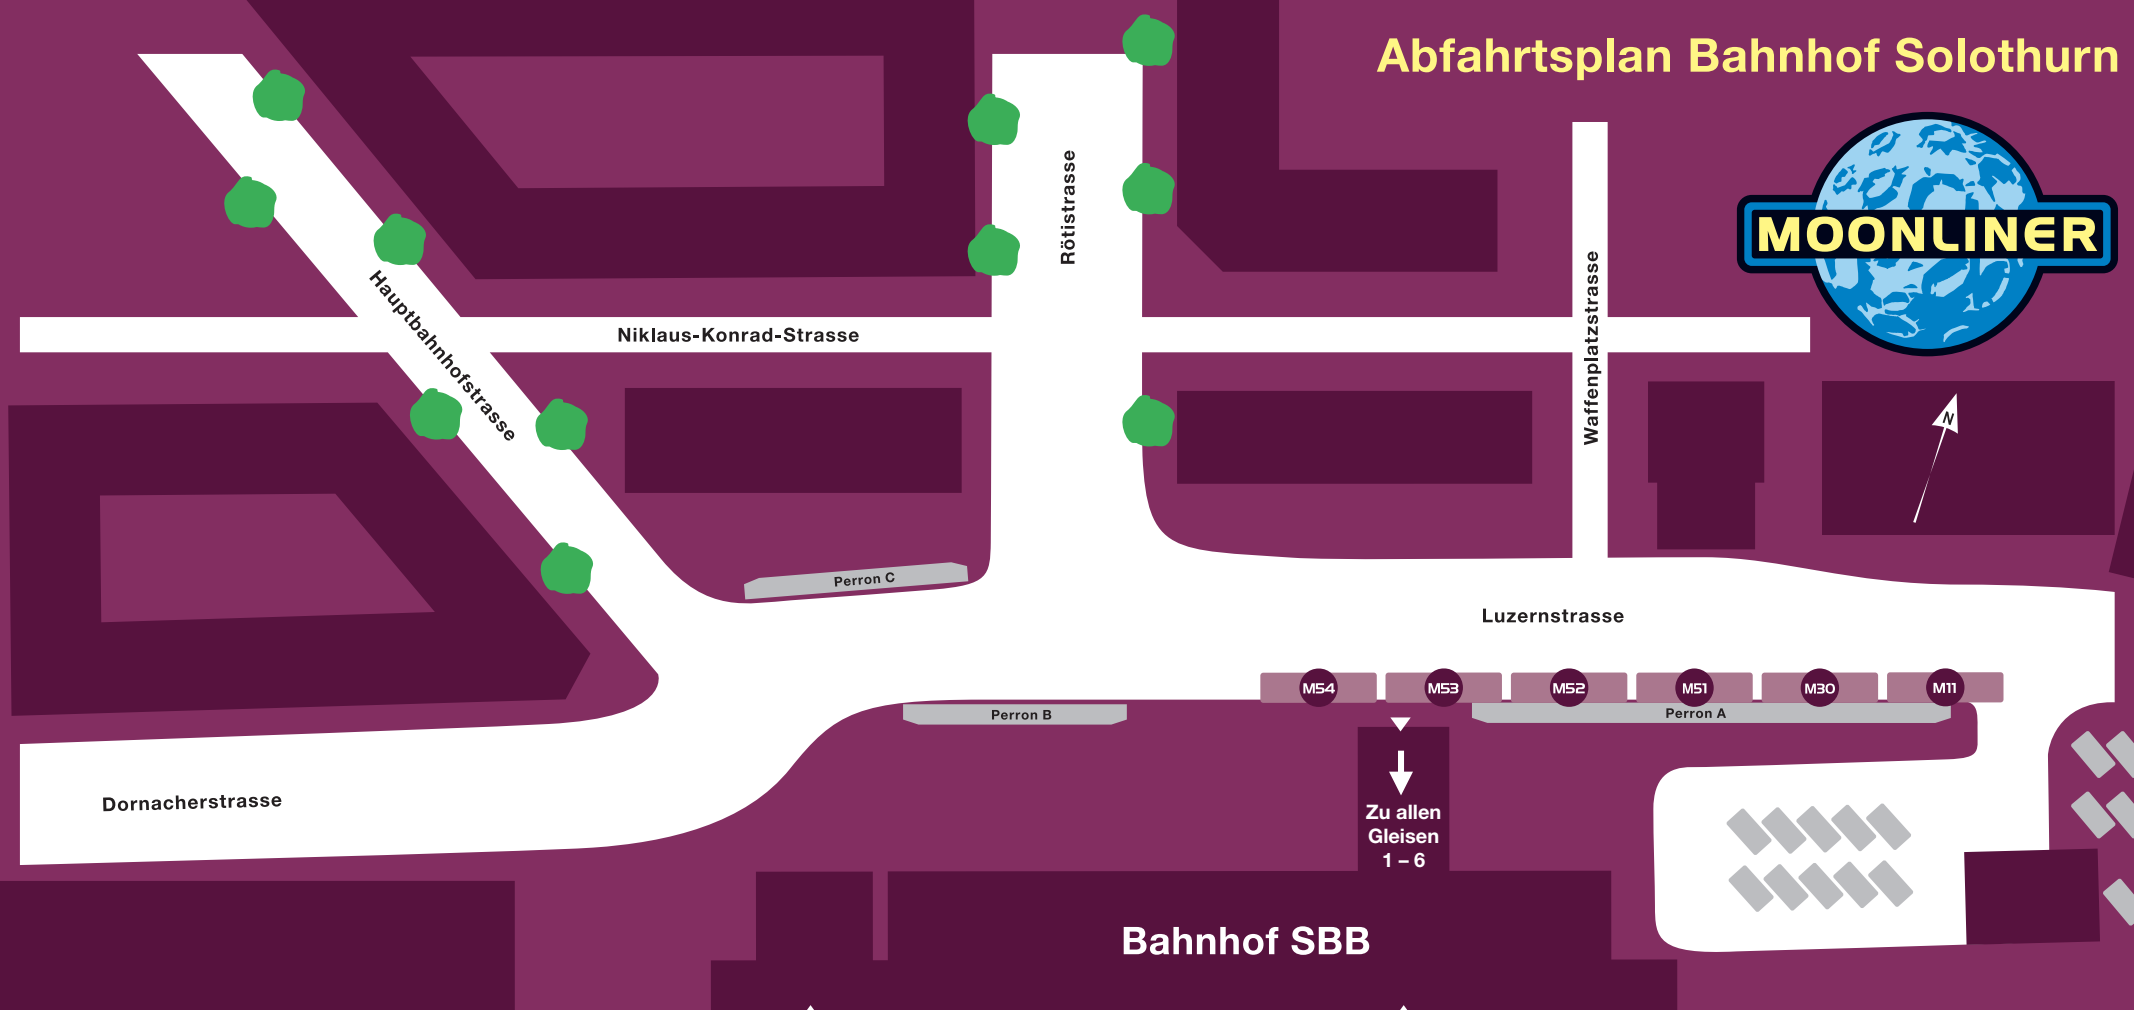 Abfahrtsplan Bahnhof Solothurn
MOONLINER
Rötistrasse
Hauptbahnhofstrasse
Niklaus-Konrad-Strasse
Waffenplatzstrasse
N
Perron C
Luzernstrasse
M54 M53 M52 M51 M30 M11
Perron B
Perron A
Dornacherstrasse
Zu allen
Gleisen
1 – 6
Bahnhof SBB